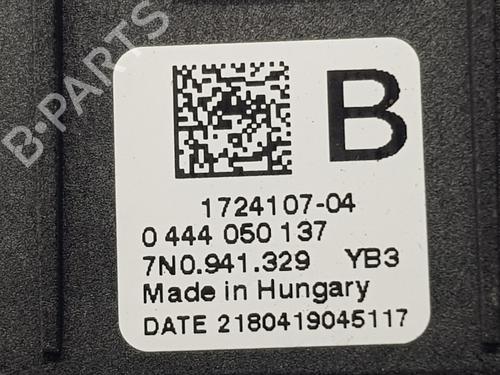 B-PARTS
B
1724107-04
0 444 050 137
7N0.941.329 YB3
Made in Hungary
DATE 2180419045117